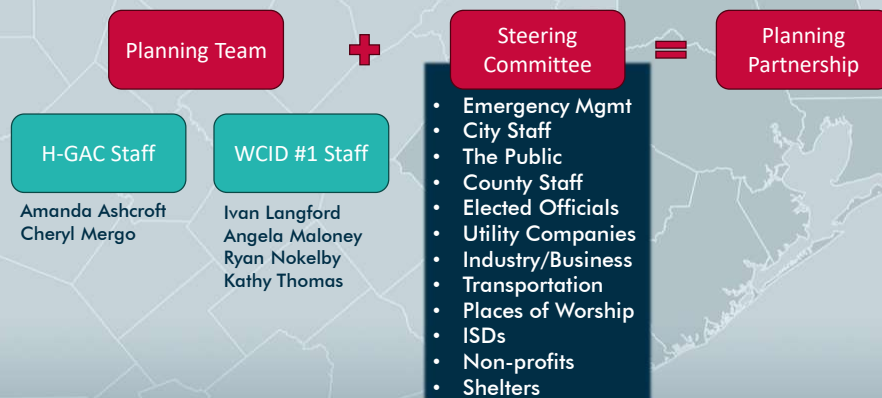 Planning Team
+
Steering
Committee
=
Planning
Partnership
H-GAC Staff
WCID #1 Staff
Amanda Ashcroft
Cheryl Mergo
Ivan Langford
Angela Maloney
Ryan Nokelby
Kathy Thomas
• Emergency Mgmt
• City Staff
• The Public
• County Staff
• Elected Officials
• Utility Companies
• Industry/Business
• Transportation
• Places of Worship
• ISDs
• Non-profits
• Shelters